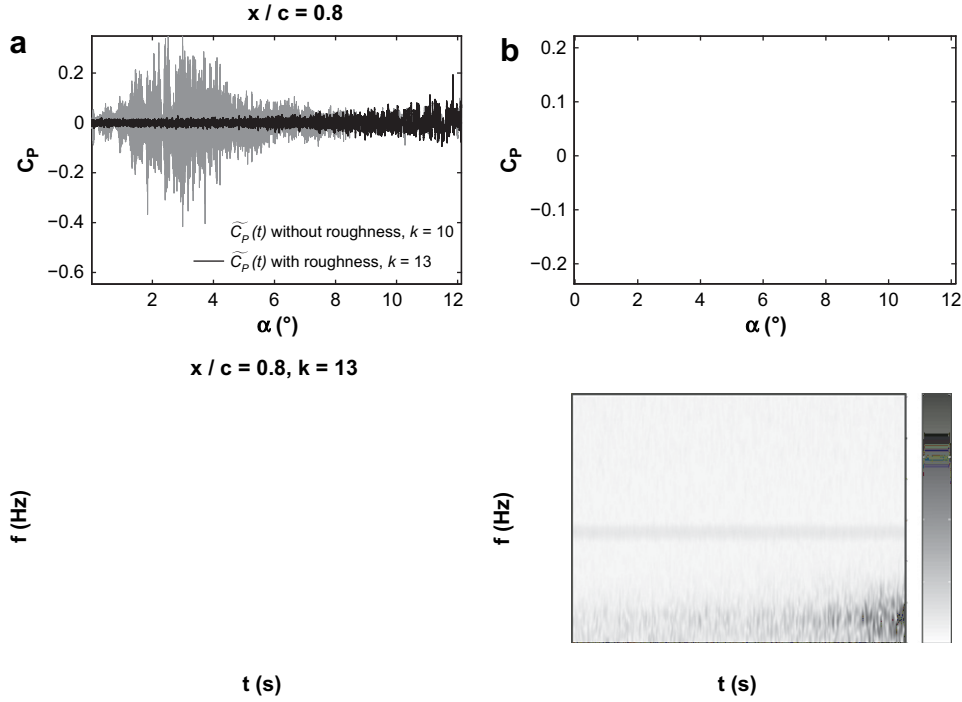 x / c = 0.8
a
0.2
0
−0.2
−0.4
−0.6
C_P
C̃_P (t) without roughness, k = 10
C̃_P (t) with roughness, k = 13
2 4 6 8 10 12
α (°)
b
0.2
0.1
0
−0.1
−0.2
C_P
0 2 4 6 8 10 12
α (°)
x / c = 0.8, k = 13
f (Hz)
t (s)
f (Hz)
t (s)